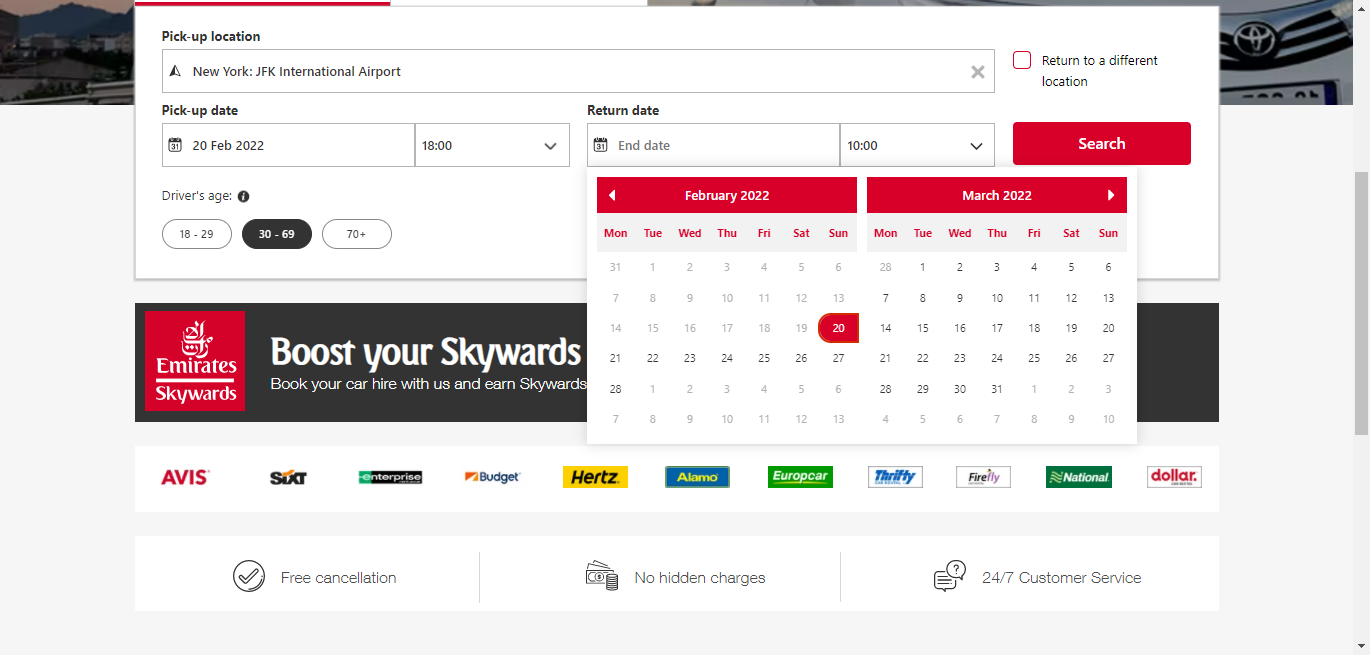 Pick-up location
New York: JFK International Airport
Return to a different
location
Pick-up date
Return date
20 Feb 2022
18:00
End date
10:00
Search
Driver's age:
18 - 29
30 - 69
70+
February 2022
Mon Tue Wed Thu Fri Sat Sun
31 1 2 3 4 5 6
7 8 9 10 11 12 13
14 15 16 17 18 19 20
21 22 23 24 25 26 27
28 1 2 3 4 5 6
7 8 9 10 11 12 13
March 2022
Mon Tue Wed Thu Fri Sat Sun
28 1 2 3 4 5 6
7 8 9 10 11 12 13
14 15 16 17 18 19 20
21 22 23 24 25 26 27
28 29 30 31 1 2 3
4 5 6 7 8 9 10
Emirates
Skywards
Boost your Skywards
Book your car hire with us and earn Skywards
AVIS
SIXT
enterprise
Budget
Hertz
Alamo
Europcar
Thrifty
Firefly
National
dollar.
Free cancellation
No hidden charges
24/7 Customer Service